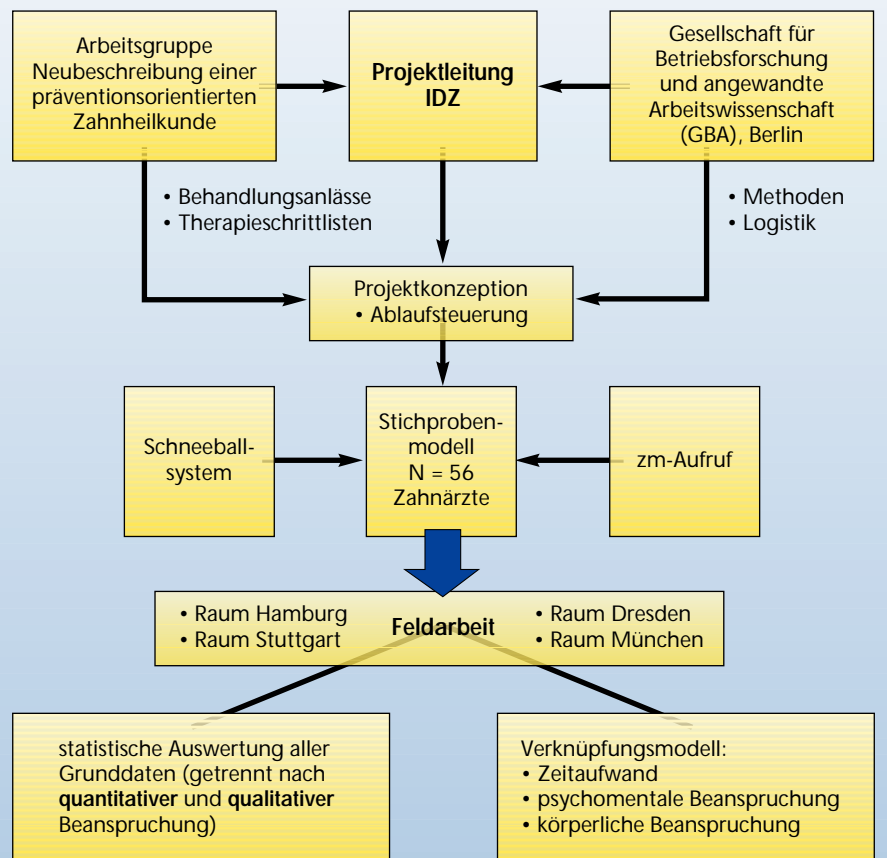 Arbeitsgruppe
Neubeschreibung einer
präventionsorientierten
Zahnheilkunde
Projektleitung
IDZ
Gesellschaft für
Betriebsforschung
und angewandte
Arbeitswissenschaft
(GBA), Berlin
• Behandlungsanlässe
• Therapieschrittlisten
• Methoden
• Logistik
Projektkonzeption
• Ablaufsteuerung
Schneeball-
system
Stichproben-
modell
N = 56
Zahnärzte
zm-Aufruf
• Raum Hamburg
• Raum Stuttgart
Feldarbeit
• Raum Dresden
• Raum München
statistische Auswertung aller
Grunddaten (getrennt nach
quantitativer und qualitativer
Beanspruchung)
Verknüpfungsmodell:
• Zeitaufwand
• psychomentale Beanspruchung
• körperliche Beanspruchung